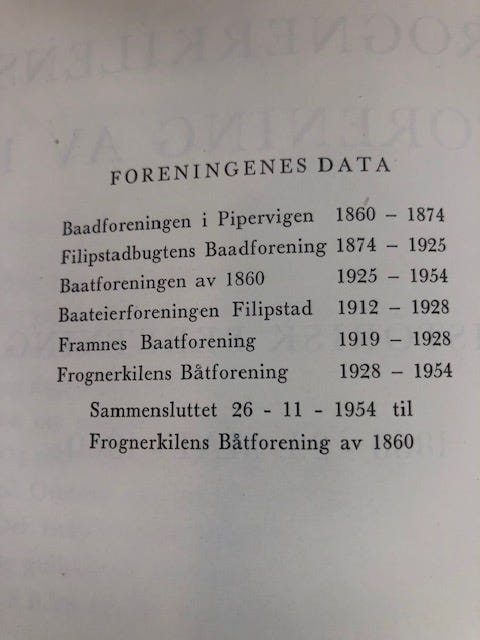 FORENINGENES DATA
Baadforeningen i Pipervigen 1860 – 1874
Filipstadbugtens Baadforening 1874 – 1925
Baatforeningen av 1860 1925 – 1954
Baateierforeningen Filipstad 1912 – 1928
Framnes Baatforening 1919 – 1928
Frognerkilens Båtforening 1928 – 1954
Sammensluttet 26 - 11 - 1954 til
Frognerkilens Båtforening av 1860